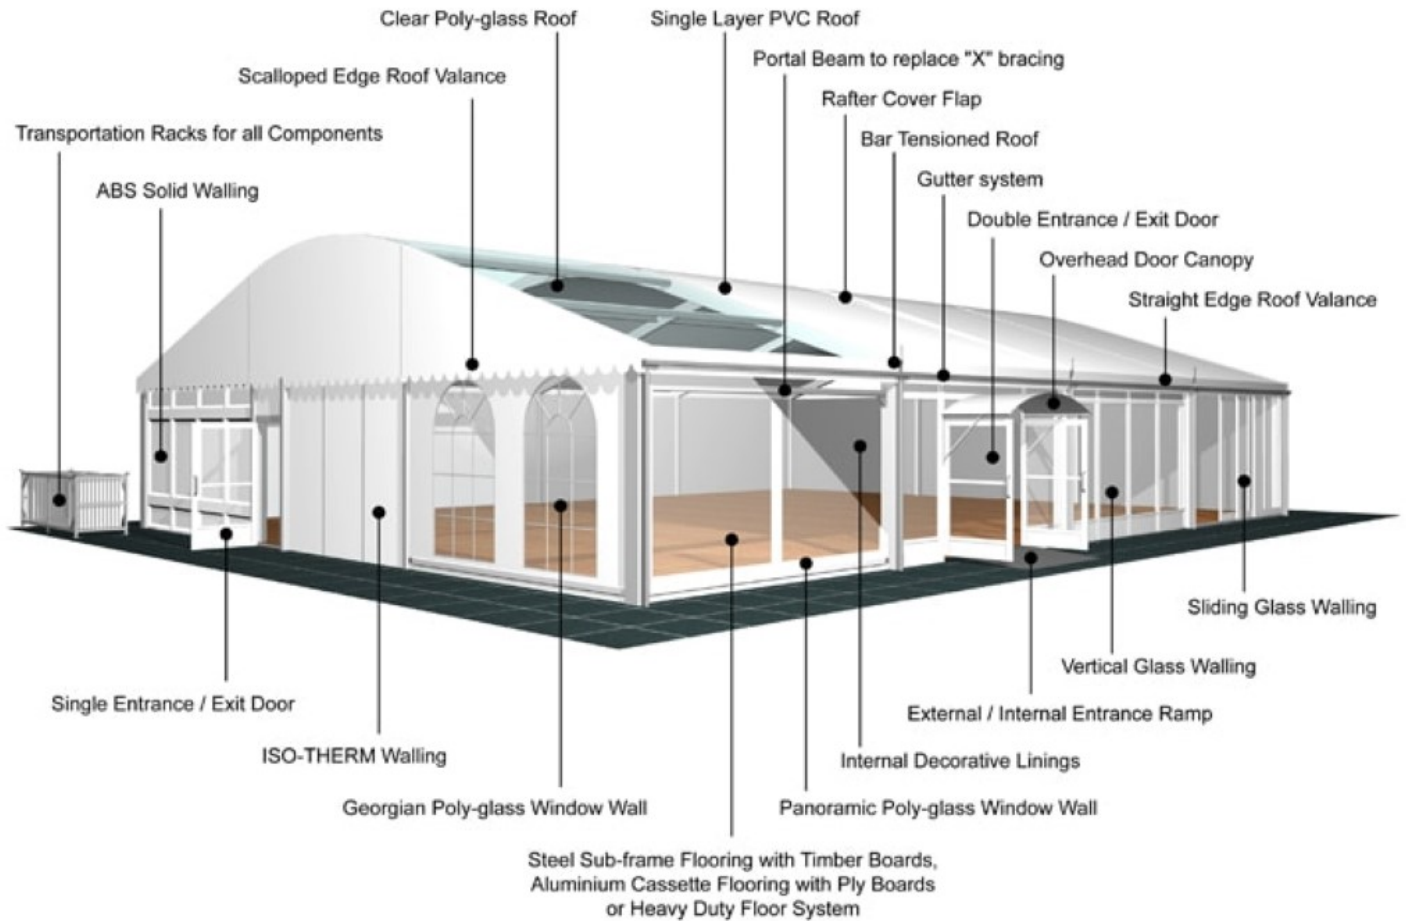 Clear Poly-glass Roof
Single Layer PVC Roof
Portal Beam to replace "X" bracing
Scalloped Edge Roof Valance
Rafter Cover Flap
Transportation Racks for all Components
Bar Tensioned Roof
ABS Solid Walling
Gutter system
Double Entrance / Exit Door
Overhead Door Canopy
Straight Edge Roof Valance
Sliding Glass Walling
Vertical Glass Walling
Single Entrance / Exit Door
External / Internal Entrance Ramp
ISO-THERM Walling
Internal Decorative Linings
Georgian Poly-glass Window Wall
Panoramic Poly-glass Window Wall
Steel Sub-frame Flooring with Timber Boards,
Aluminium Cassette Flooring with Ply Boards
or Heavy Duty Floor System